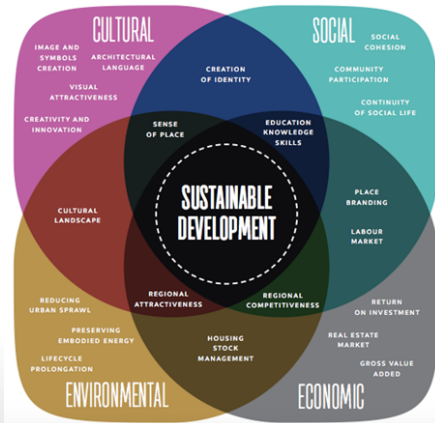 CULTURAL
IMAGE AND
SYMBOLS
CREATION
ARCHITECTURAL
LANGUAGE
VISUAL
ATTRACTIVENESS
CREATIVITY AND
INNOVATION
CREATION
OF IDENTITY
SOCIAL
SOCIAL
COHESION
COMMUNITY
PARTICIPATION
CONTINUITY
OF SOCIAL LIFE
SENSE
OF PLACE
EDUCATION
KNOWLEDGE
SKILLS
CULTURAL
LANDSCAPE
SUSTAINABLE
DEVELOPMENT
PLACE
BRANDING
LABOUR
MARKET
REGIONAL
ATTRACTIVENESS
REGIONAL
COMPETITIVENESS
REDUCING
URBAN SPRAWL
PRESERVING
EMBODIED ENERGY
LIFECYCLE
PROLONGATION
ENVIRONMENTAL
HOUSING
STOCK
MANAGEMENT
RETURN
ON INVESTMENT
REAL ESTATE
MARKET
GROSS VALUE
ADDED
ECONOMIC